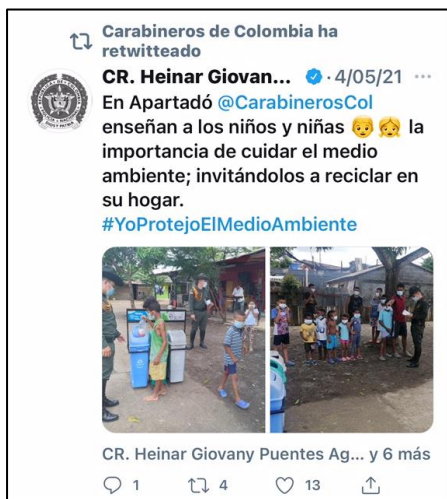 Carabineros de Colombia ha
retwitteado
CR. Heinar Giovan... · 4/05/21 ···
En Apartadó @CarabinerosCol
enseñan a los niños y niñas 👦👧 la
importancia de cuidar el medio
ambiente; invitándolos a reciclar en
su hogar.
#YoProtejoElMedioAmbiente
CR. Heinar Giovany Puentes Ag... y 6 más
1 4 13